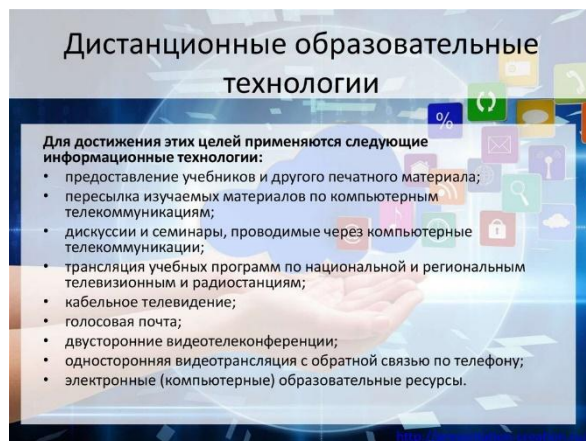 Дистанционные образовательные
технологии
Для достижения этих целей применяются следующие
информационные технологии:
• предоставление учебников и другого печатного материала;
• пересылка изучаемых материалов по компьютерным
телекоммуникациям;
• дискуссии и семинары, проводимые через компьютерные
телекоммуникации;
• трансляция учебных программ по национальной и региональным
телевизионным и радиостанциям;
• кабельное телевидение;
• голосовая почта;
• двусторонние видеотелеконференции;
• односторонняя видеотрансляция с обратной связью по телефону;
• электронные (компьютерные) образовательные ресурсы.